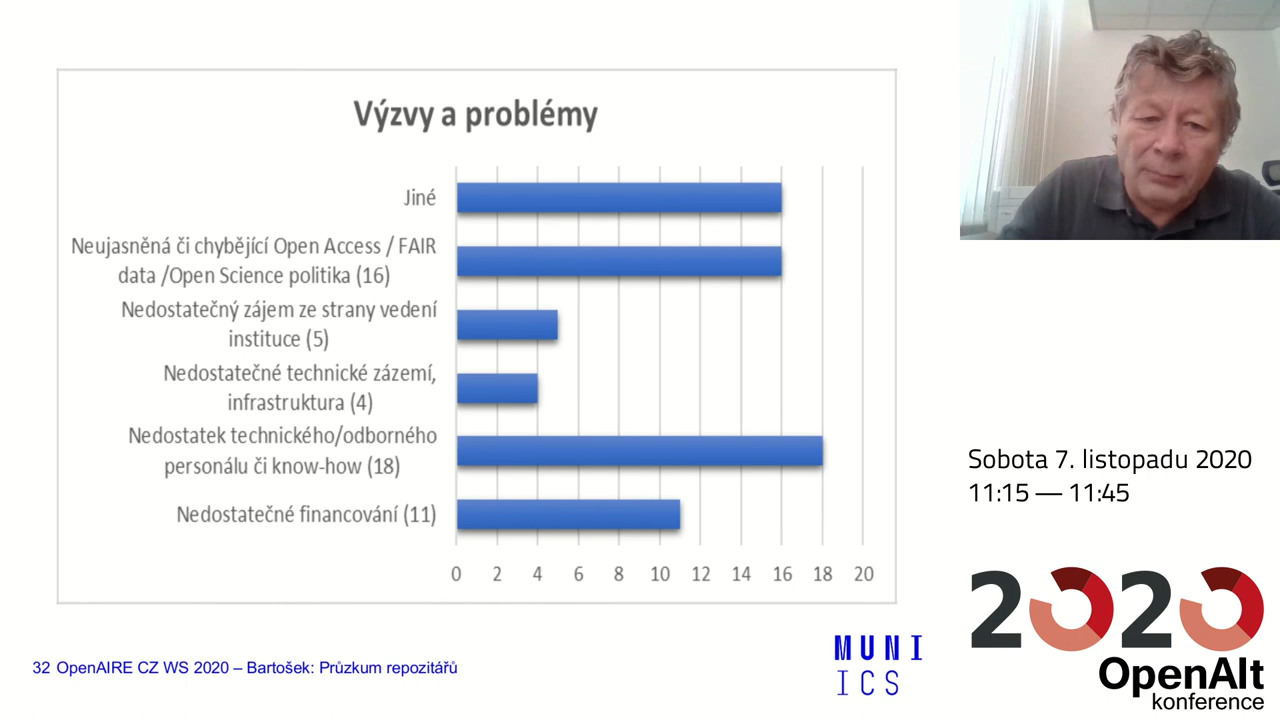 Výzvy a problémy
Jiné
Neujasněná či chybějící Open Access / FAIR
data /Open Science politika (16)
Nedostatečný zájem ze strany vedení
instituce (5)
Nedostatečné technické zázemí,
infrastruktura (4)
Nedostatek technického/odborného
personálu či know-how (18)
Nedostatečné financování (11)
0 2 4 6 8 10 12 14 16 18 20
32 OpenAIRE CZ WS 2020 – Bartošek: Průzkum repozitářů
MUNI
ICS
Sobota 7. listopadu 2020
11:15 — 11:45
2020
OpenAlt
konference